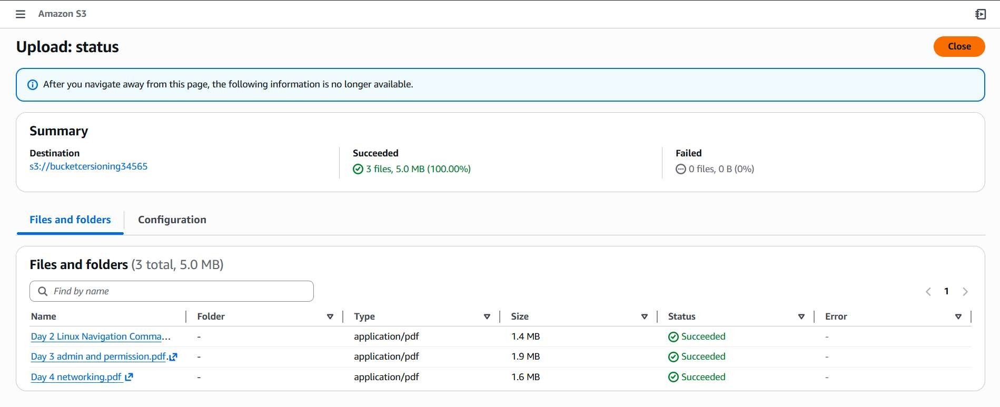 Amazon S3
Upload: status
Close
After you navigate away from this page, the following information is no longer available.
Summary
Destination
s3://bucketcersioning34565
Succeeded
3 files, 5.0 MB (100.00%)
Failed
0 files, 0 B (0%)
Files and folders
Configuration
Files and folders (3 total, 5.0 MB)
Find by name
1
Name Folder Type Size Status Error
Day 2 Linux Navigation Comma... - application/pdf 1.4 MB Succeeded -
Day 3 admin and permission.pdf. - application/pdf 1.9 MB Succeeded -
Day 4 networking.pdf - application/pdf 1.6 MB Succeeded -